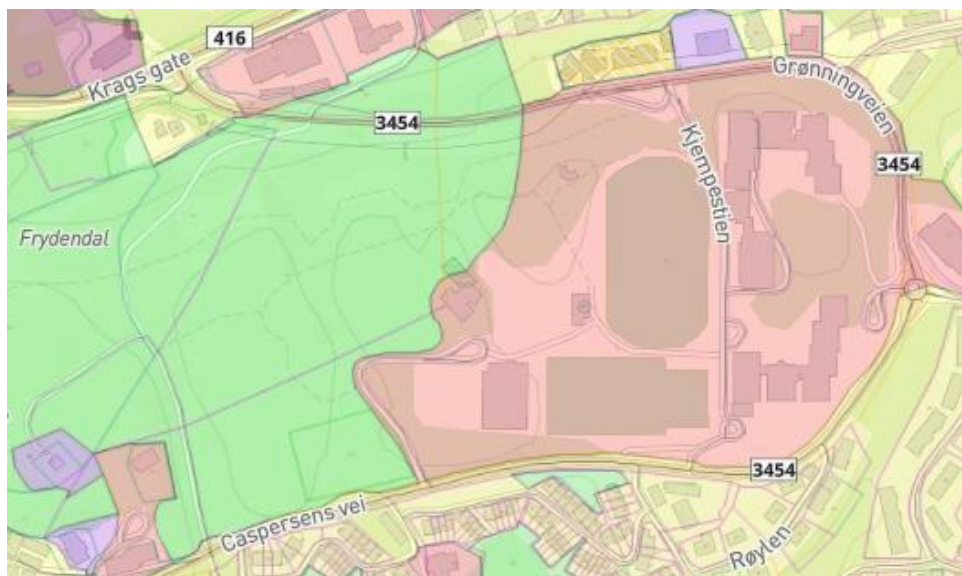 416
Krags gate
Grønningveien
3454
Kjempestien
3454
Frydendal
3454
Caspersens vei
Røylen